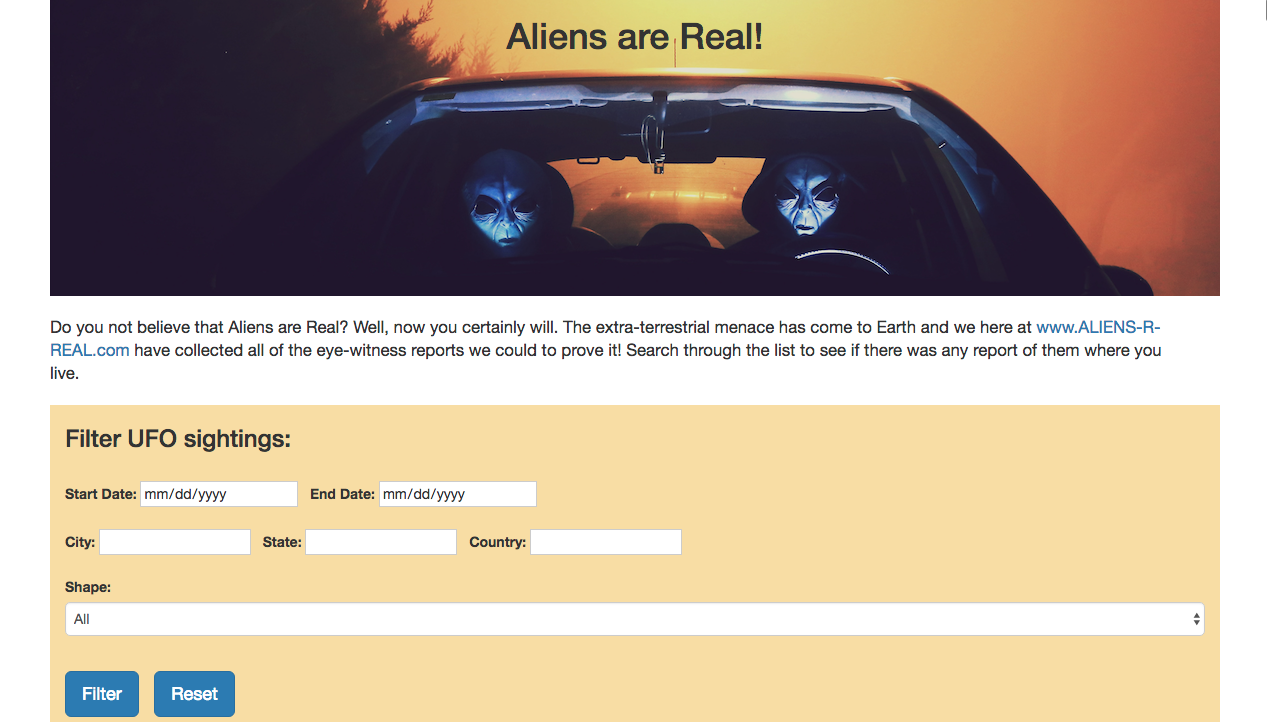 Aliens are Real!
Do you not believe that Aliens are Real? Well, now you certainly will. The extra-terrestrial menace has come to Earth and we here at www.ALIENS-R-
REAL.com have collected all of the eye-witness reports we could to prove it! Search through the list to see if there was any report of them where you
live.
Filter UFO sightings:
Start Date: mm/dd/yyyy End Date: mm/dd/yyyy
City: State: Country:
Shape:
All
Filter Reset